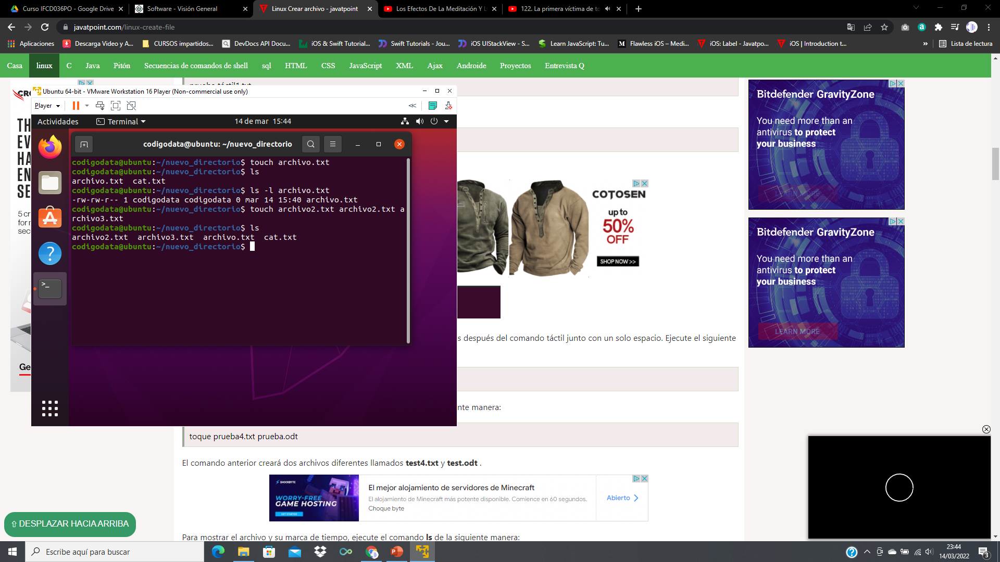 Curso IFCD036PO - Google Drive
Software - Visión General
Linux Crear archivo - javatpoint
Los Efectos De La Meditación Y L
122. La primera víctima de to
javatpoint.com/linux-create-file
Aplicaciones
Descarga Video y A...
CURSOS impartidos...
DevDocs API Docu...
iOS & Swift Tutorial...
Swift Tutorials - Jou...
iOS UIStackView - S...
Learn JavaScript: Tu...
Flawless iOS – Medi...
iOS: Label - Javatpo...
iOS | Introduction t...
»
Lista de lectura
Casa linux C Java Pitón Secuencias de comandos de shell sql HTML CSS JavaScript XML Ajax Androide Proyectos Entrevista Q
Ubuntu 64-bit - VMware Workstation 16 Player (Non-commercial use only)
Player
Actividades
Terminal
14 de mar 15:44
codigodata@ubuntu: ~/nuevo_directorio
codigodata@ubuntu:~/nuevo_directorio$ touch archivo.txt
codigodata@ubuntu:~/nuevo_directorio$ ls
archivo.txt  cat.txt
codigodata@ubuntu:~/nuevo_directorio$ ls -l archivo.txt
-rw-rw-r-- 1 codigodata codigodata 0 mar 14 15:40 archivo.txt
codigodata@ubuntu:~/nuevo_directorio$ touch archivo2.txt archivo2.txt a
rchivo3.txt
codigodata@ubuntu:~/nuevo_directorio$ ls
archivo2.txt  archivo3.txt  archivo.txt  cat.txt
codigodata@ubuntu:~/nuevo_directorio$
CRO
TH
EV
HA
EN
SE
5 cr
for m
secu
Ge
COTOSEN
up to
50%
OFF
SHOP NOW >>
Bitdefender GravityZone
You need more than an
antivirus to protect
your business
LEARN MORE
Bitdefender GravityZone
You need more than an
antivirus to protect
your business
LEARN MORE
s después del comando táctil junto con un solo espacio. Ejecute el siguiente
nte manera:
toque prueba4.txt prueba.odt
El comando anterior creará dos archivos diferentes llamados test4.txt y test.odt .
SHOCKBYTE
WORRY-FREE
GAME HOSTING
GET STARTED
El mejor alojamiento de servidores de Minecraft
El alojamiento de Minecraft más potente disponible. Comience en 60 segundos.
Choque byte
Abierto
⇧ DESPLAZAR HACIA ARRIBA
Para mostrar el archivo y su marca de tiempo, ejecute el comando ls de la siguiente manera:
Escribe aquí para buscar
23:44
14/03/2022
3